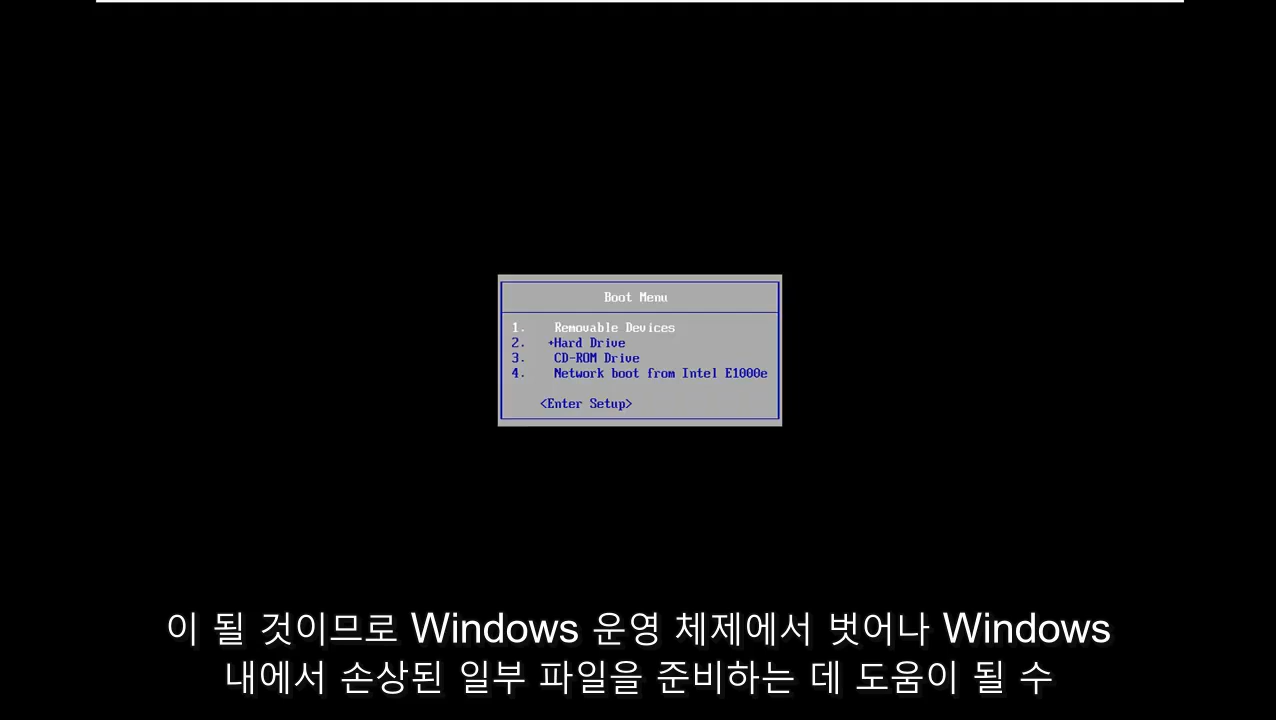 Boot Menu
1. Removable Devices
2. +Hard Drive
3. CD-ROM Drive
4. Network boot from Intel E1000e
<Enter Setup>
이 될 것이므로 Windows 운영 체제에서 벗어나 Windows
내에서 손상된 일부 파일을 준비하는 데 도움이 될 수